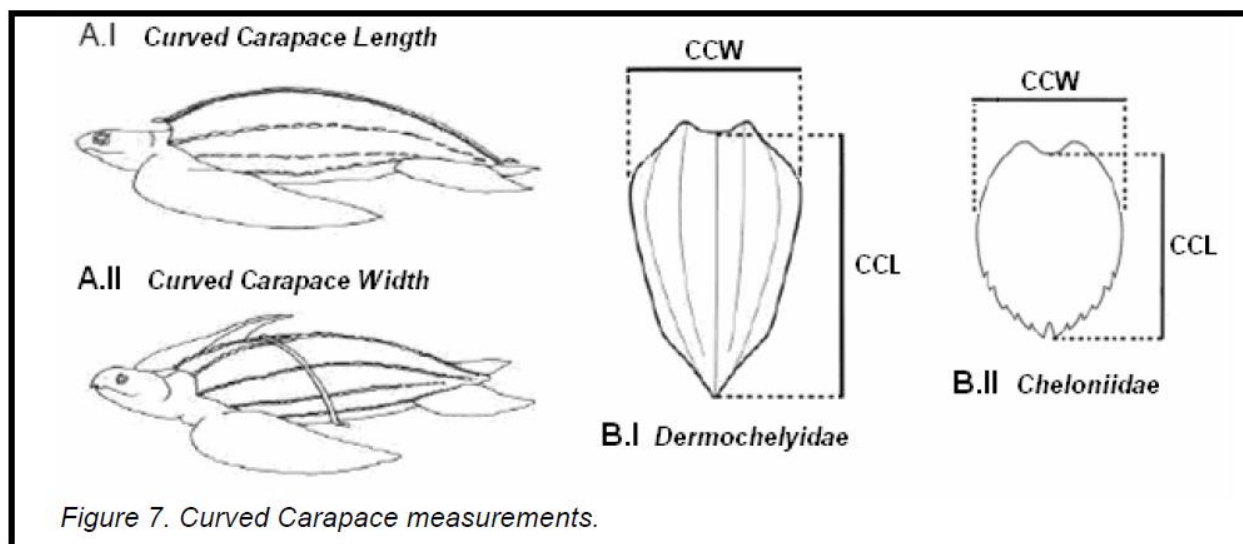 A.I Curved Carapace Length
A.II Curved Carapace Width
CCW
CCL
B.I Dermochelyidae
CCW
CCL
B.II Cheloniidae
Figure 7. Curved Carapace measurements.